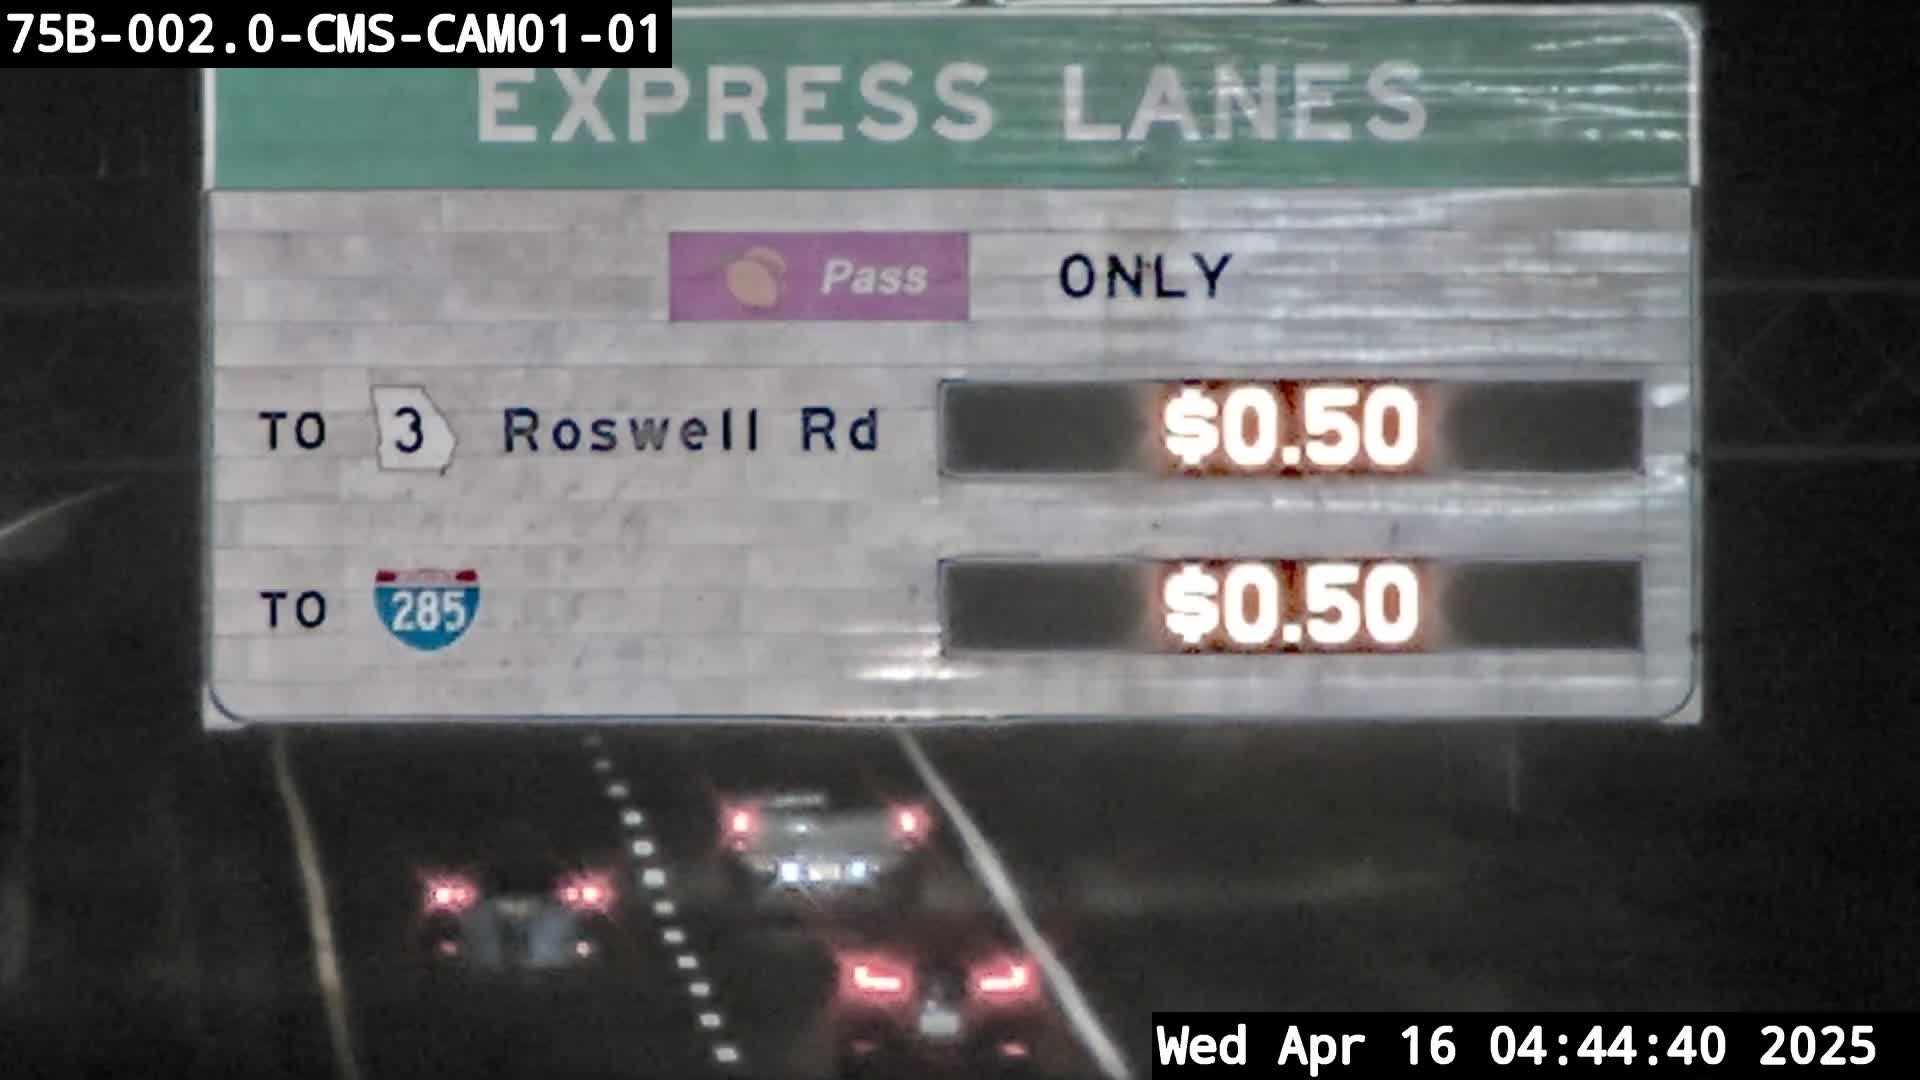 75B-002.0-CMS-CAM01-01
EXPRESS LANES
Pass ONLY
TO 3 Roswell Rd $0.50
TO 285 $0.50
Wed Apr 16 04:44:40 2025